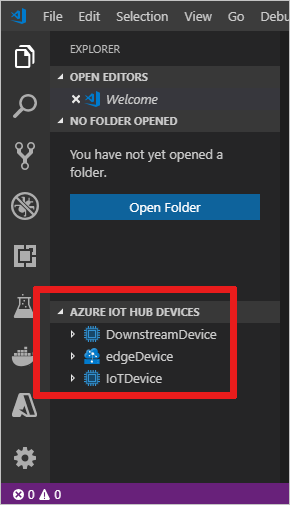 File Edit Selection View Go Debu
EXPLORER
OPEN EDITORS
Welcome
NO FOLDER OPENED
You have not yet opened a
folder.
Open Folder
AZURE IOT HUB DEVICES
DownstreamDevice
edgeDevice
IoTDevice
0 0